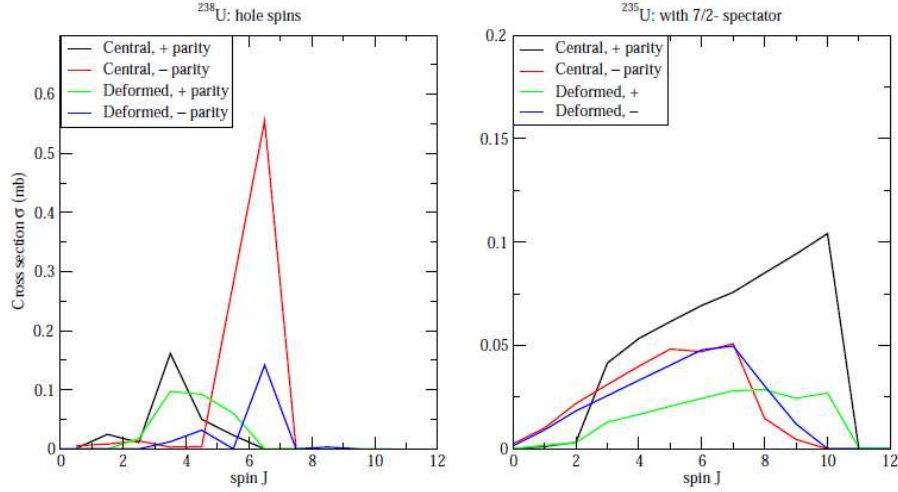 ²³⁸U: hole spins
Central, + parity
Central, – parity
Deformed, + parity
Deformed, – parity
Cross section σ (mb)
0.6
0.5
0.4
0.3
0.2
0.1
0
0 2 4 6 8 10 12
spin J
²³⁵U: with 7/2- spectator
Central, + parity
Central, – parity
Deformed, +
Deformed, –
0.2
0.15
0.1
0.05
0
0 2 4 6 8 10 12
spin J